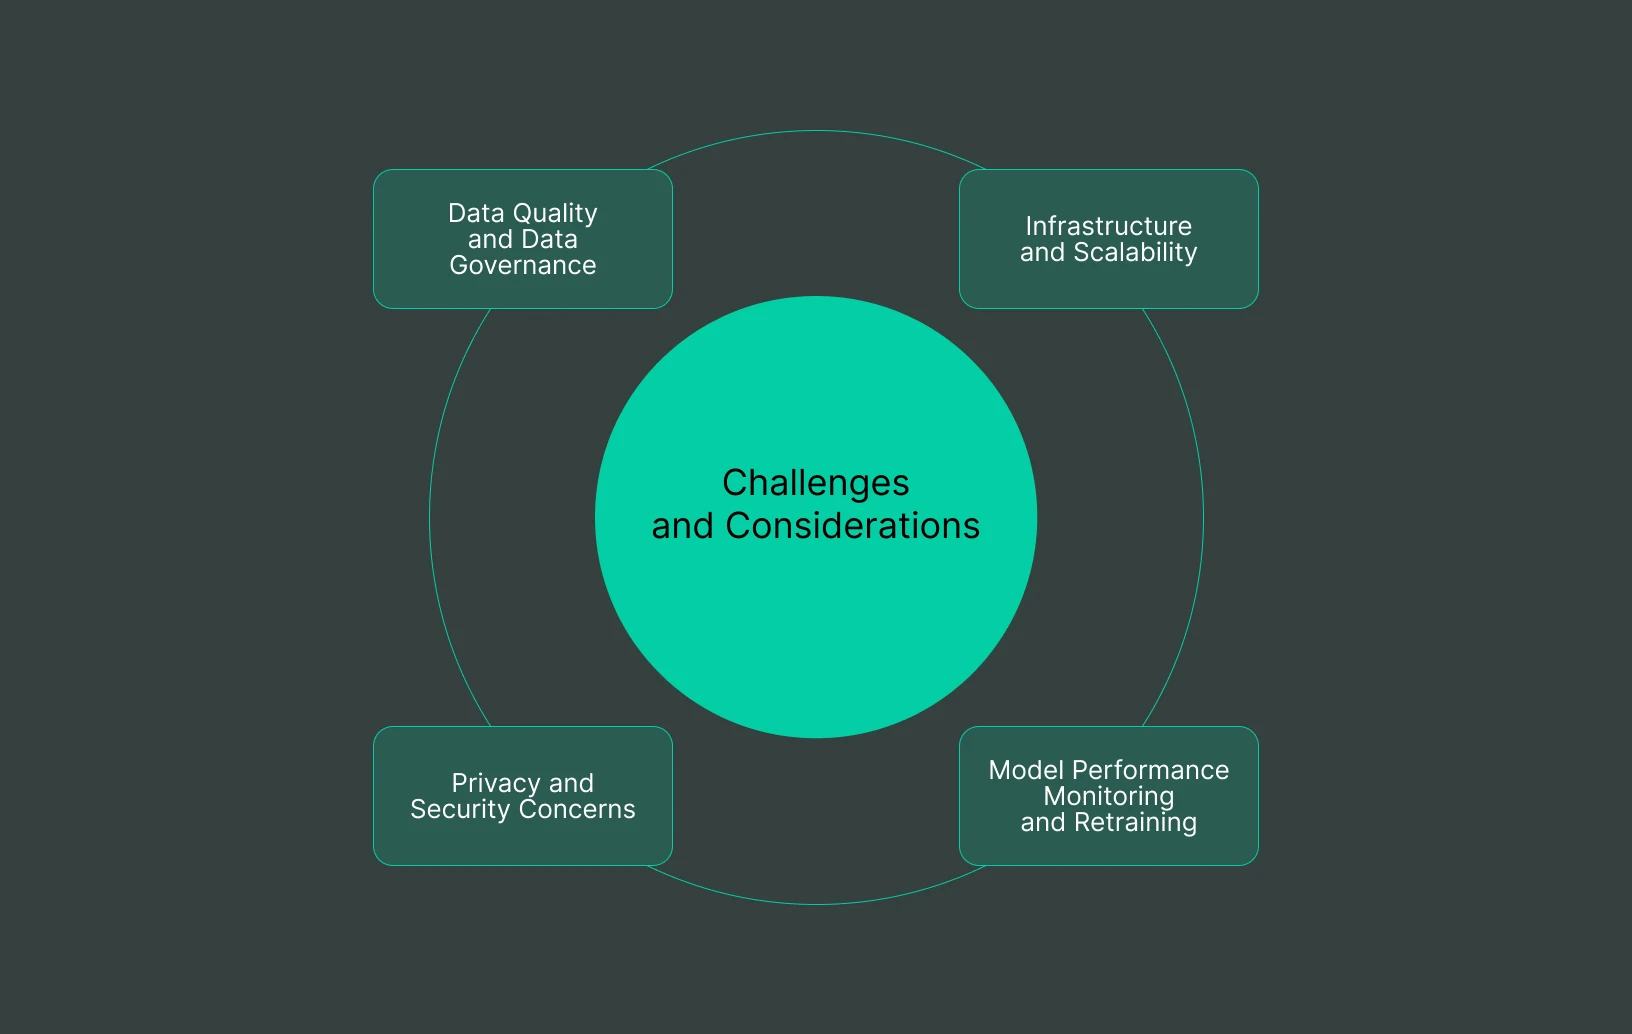 Data Quality
and Data
Governance
Infrastructure
and Scalability
Challenges
and Considerations
Privacy and
Security Concerns
Model Performance
Monitoring
and Retraining